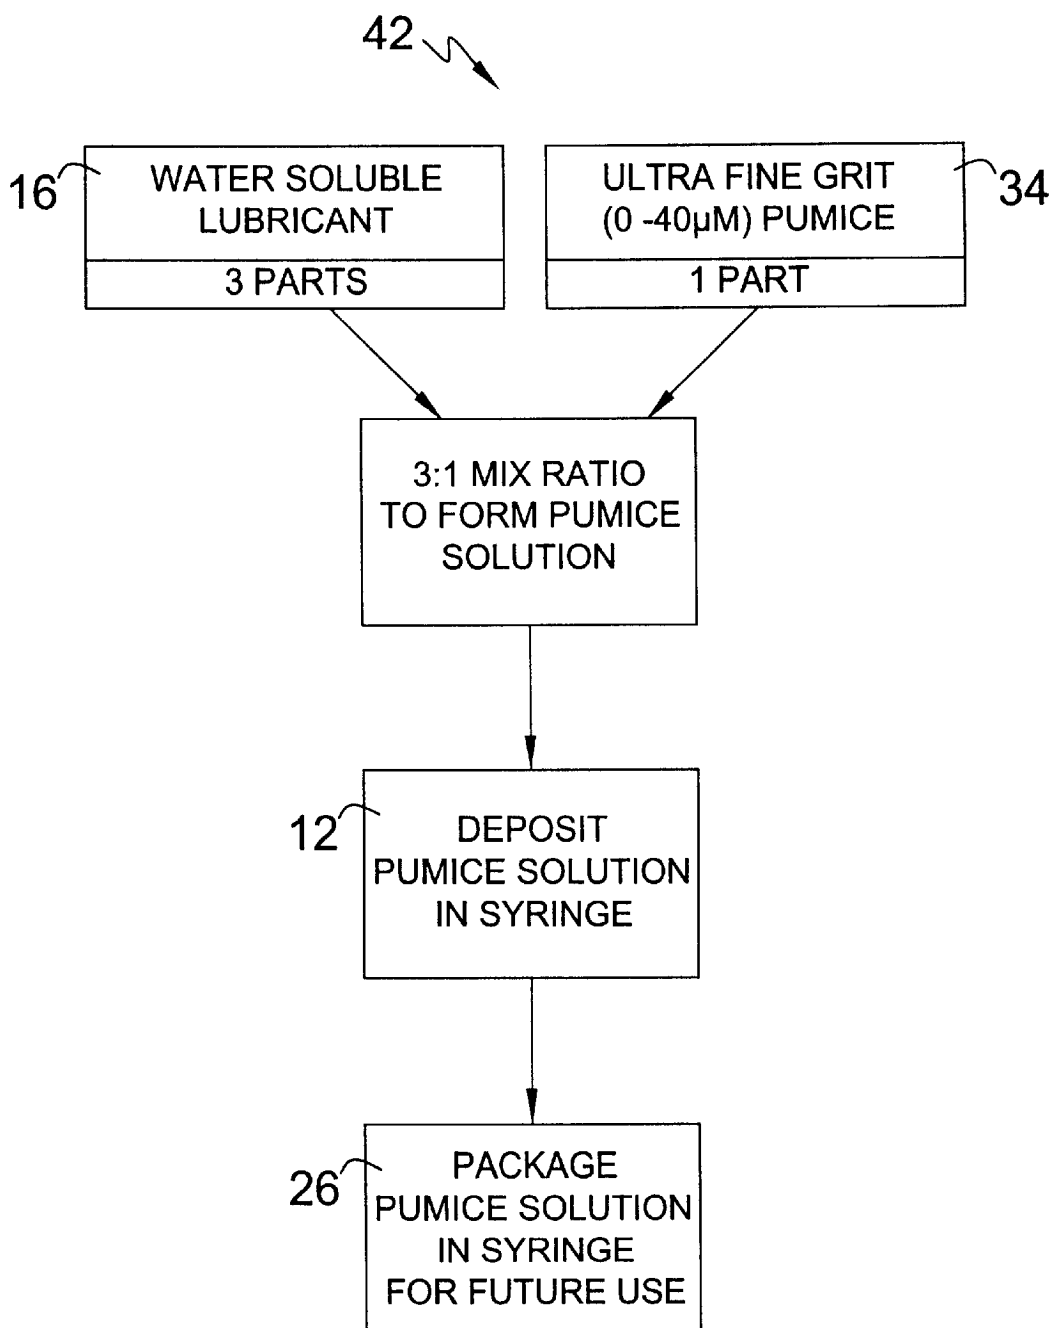 42
16
WATER SOLUBLE
LUBRICANT
3 PARTS
ULTRA FINE GRIT
(0 -40µM) PUMICE
1 PART
34
3:1 MIX RATIO
TO FORM PUMICE
SOLUTION
12
DEPOSIT
PUMICE SOLUTION
IN SYRINGE
26
PACKAGE
PUMICE SOLUTION
IN SYRINGE
FOR FUTURE USE